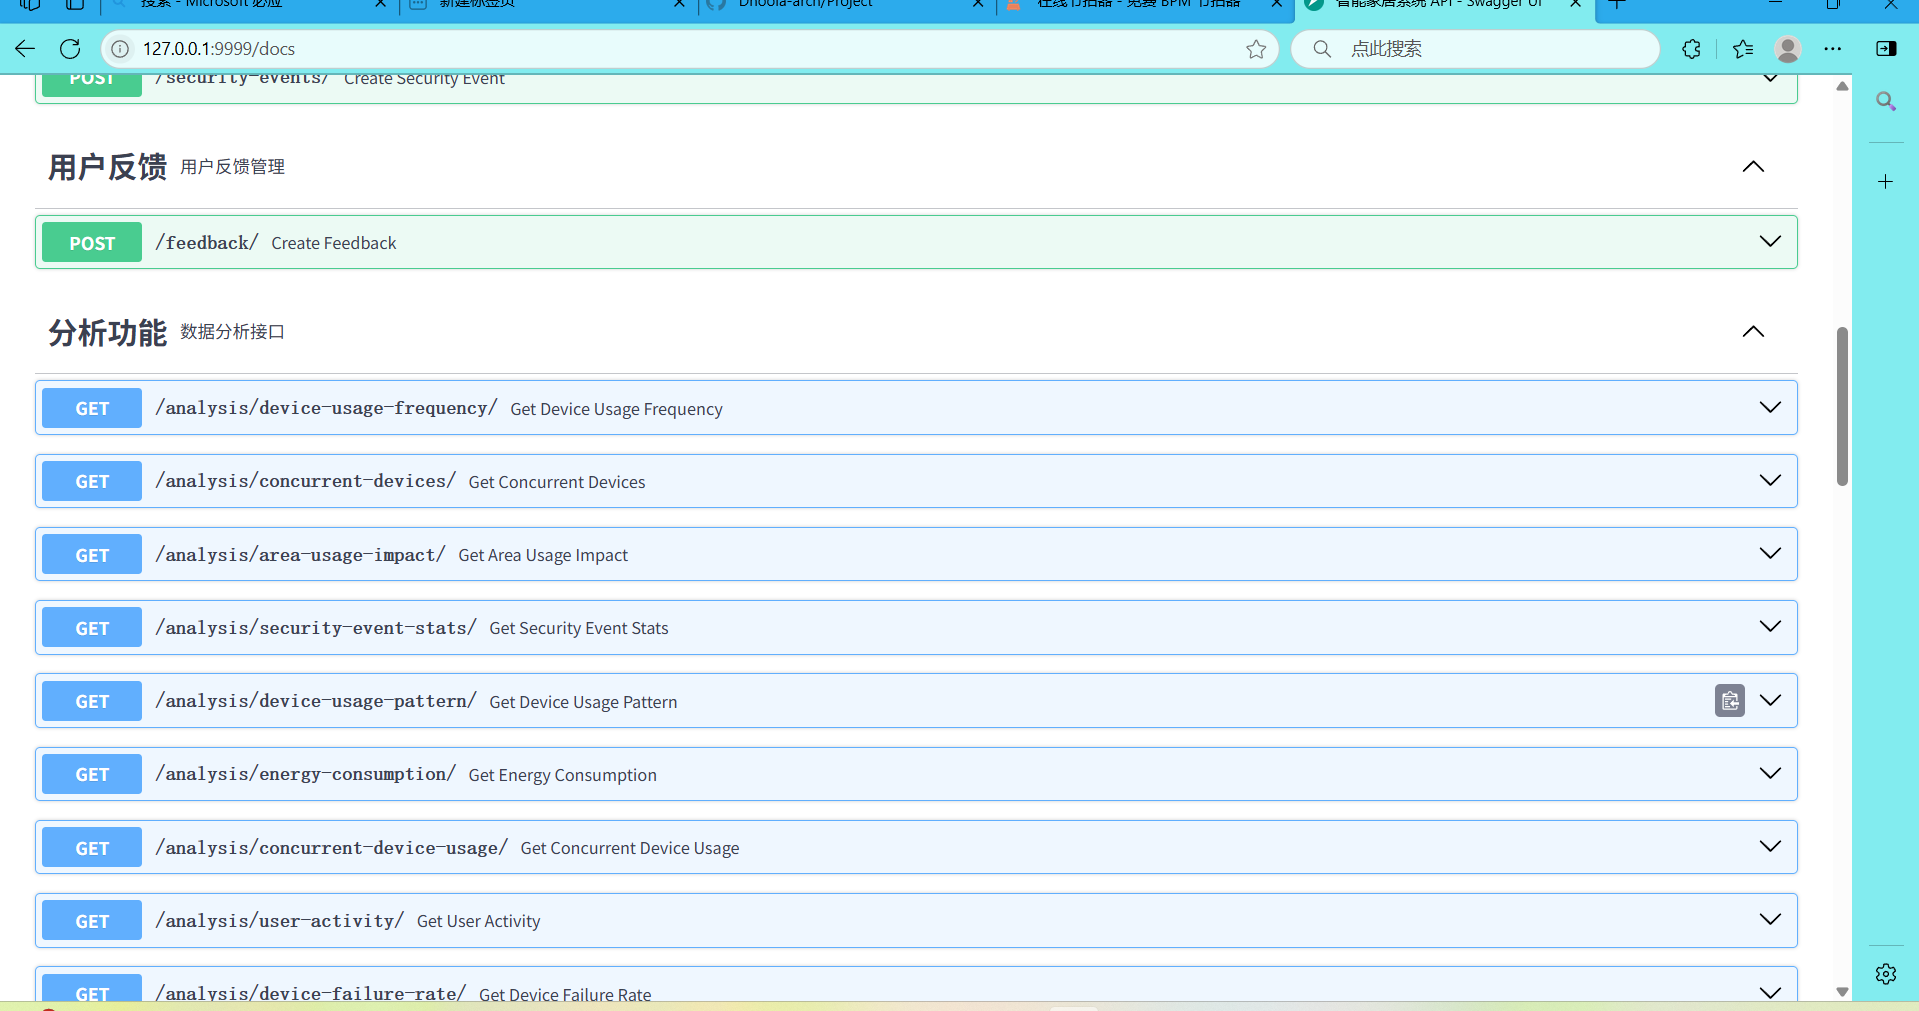 搜索 - Microsoft 必应
新建标签页
Dhoola-arch/Project
在线节拍器 - 免费 BPM 节拍器
智能家居系统 API - Swagger UI
127.0.0.1:9999/docs
点此搜索
POST /security-events/ Create Security Event
用户反馈 用户反馈管理
POST /feedback/ Create Feedback
分析功能 数据分析接口
GET /analysis/device-usage-frequency/ Get Device Usage Frequency
GET /analysis/concurrent-devices/ Get Concurrent Devices
GET /analysis/area-usage-impact/ Get Area Usage Impact
GET /analysis/security-event-stats/ Get Security Event Stats
GET /analysis/device-usage-pattern/ Get Device Usage Pattern
GET /analysis/energy-consumption/ Get Energy Consumption
GET /analysis/concurrent-device-usage/ Get Concurrent Device Usage
GET /analysis/user-activity/ Get User Activity
GET /analysis/device-failure-rate/ Get Device Failure Rate